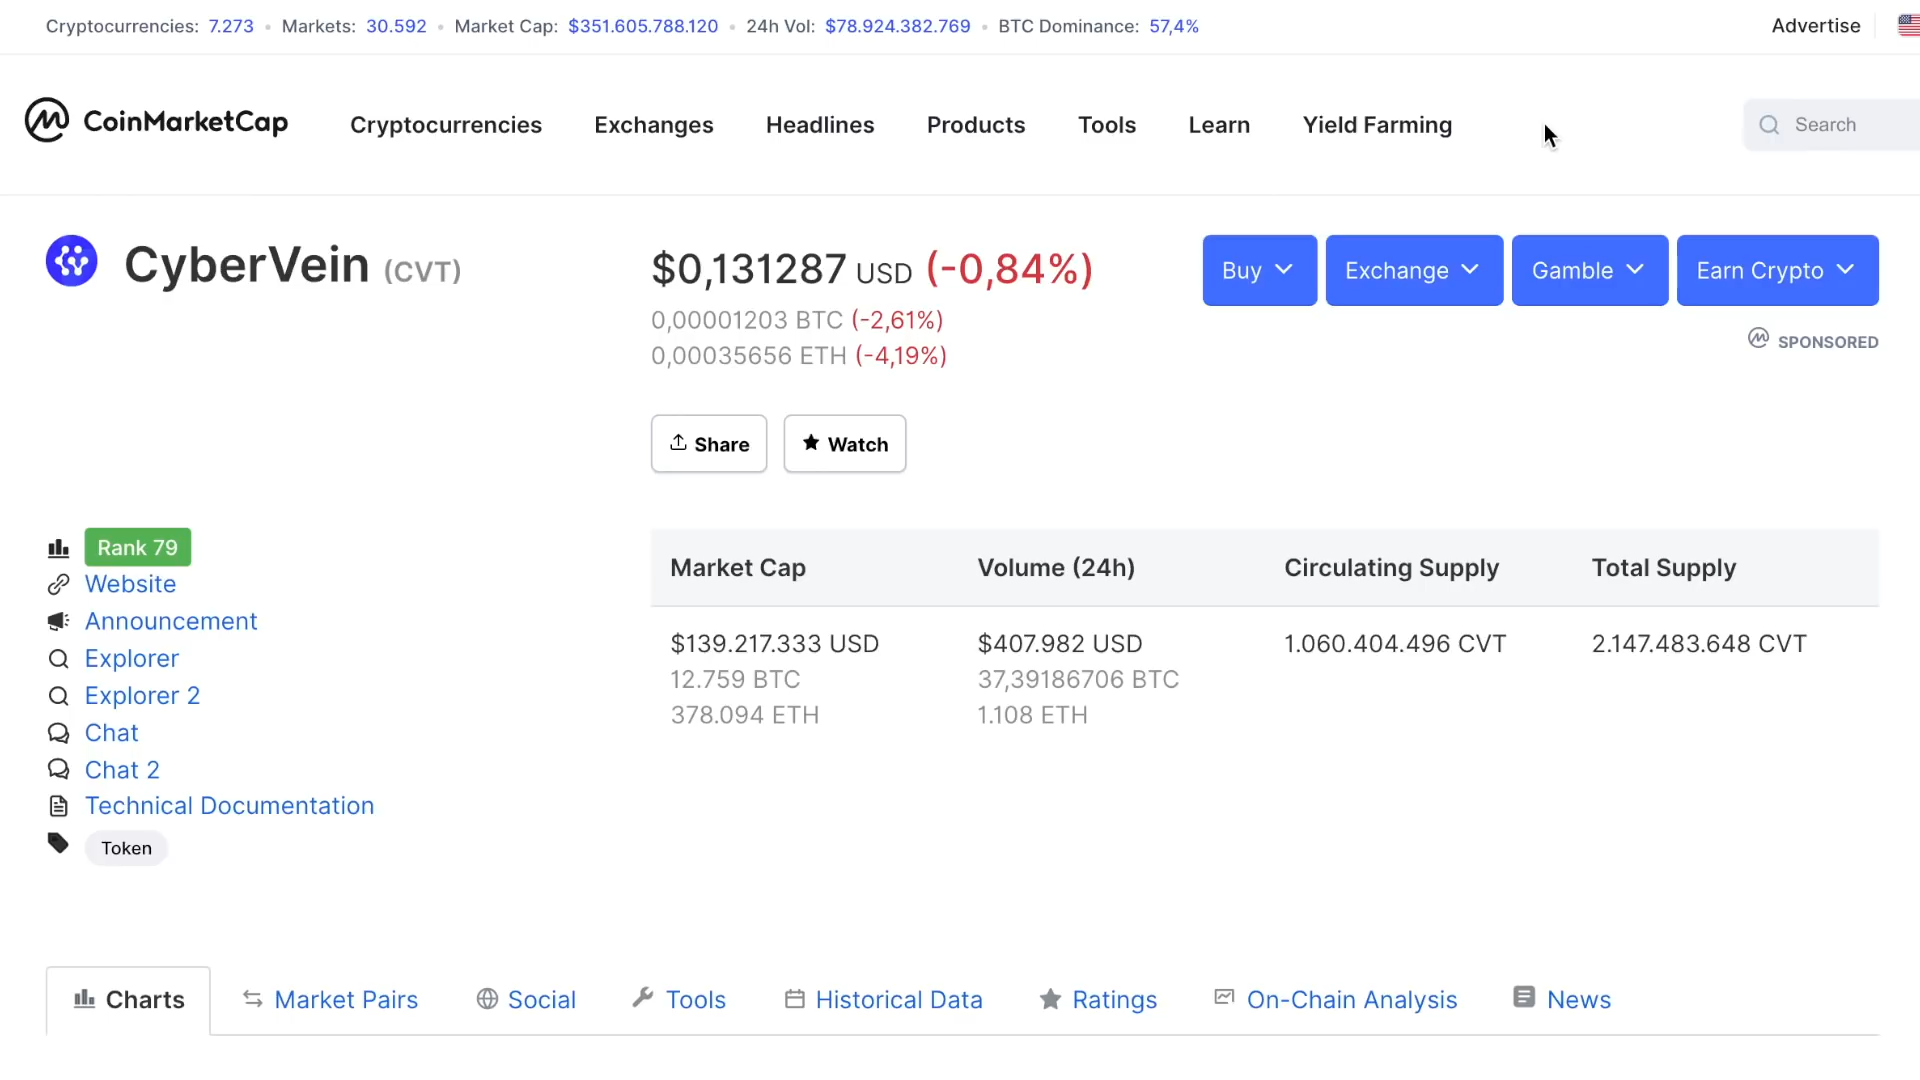 Cryptocurrencies: 7.273 • Markets: 30.592 • Market Cap: $351.605.788.120 • 24h Vol: $78.924.382.769 • BTC Dominance: 57,4% Advertise
CoinMarketCap Cryptocurrencies Exchanges Headlines Products Tools Learn Yield Farming Search
CyberVein (CVT) $0,131287 USD (-0,84%) Buy Exchange Gamble Earn Crypto
0,00001203 BTC (-2,61%)
SPONSORED
0,00035656 ETH (-4,19%)
Share Watch
Rank 79
Website
Announcement
Explorer
Explorer 2
Chat
Chat 2
Technical Documentation
Token
Market Cap Volume (24h) Circulating Supply Total Supply
$139.217.333 USD $407.982 USD 1.060.404.496 CVT 2.147.483.648 CVT
12.759 BTC 37,39186706 BTC
378.094 ETH 1.108 ETH
Charts Market Pairs Social Tools Historical Data Ratings On-Chain Analysis News